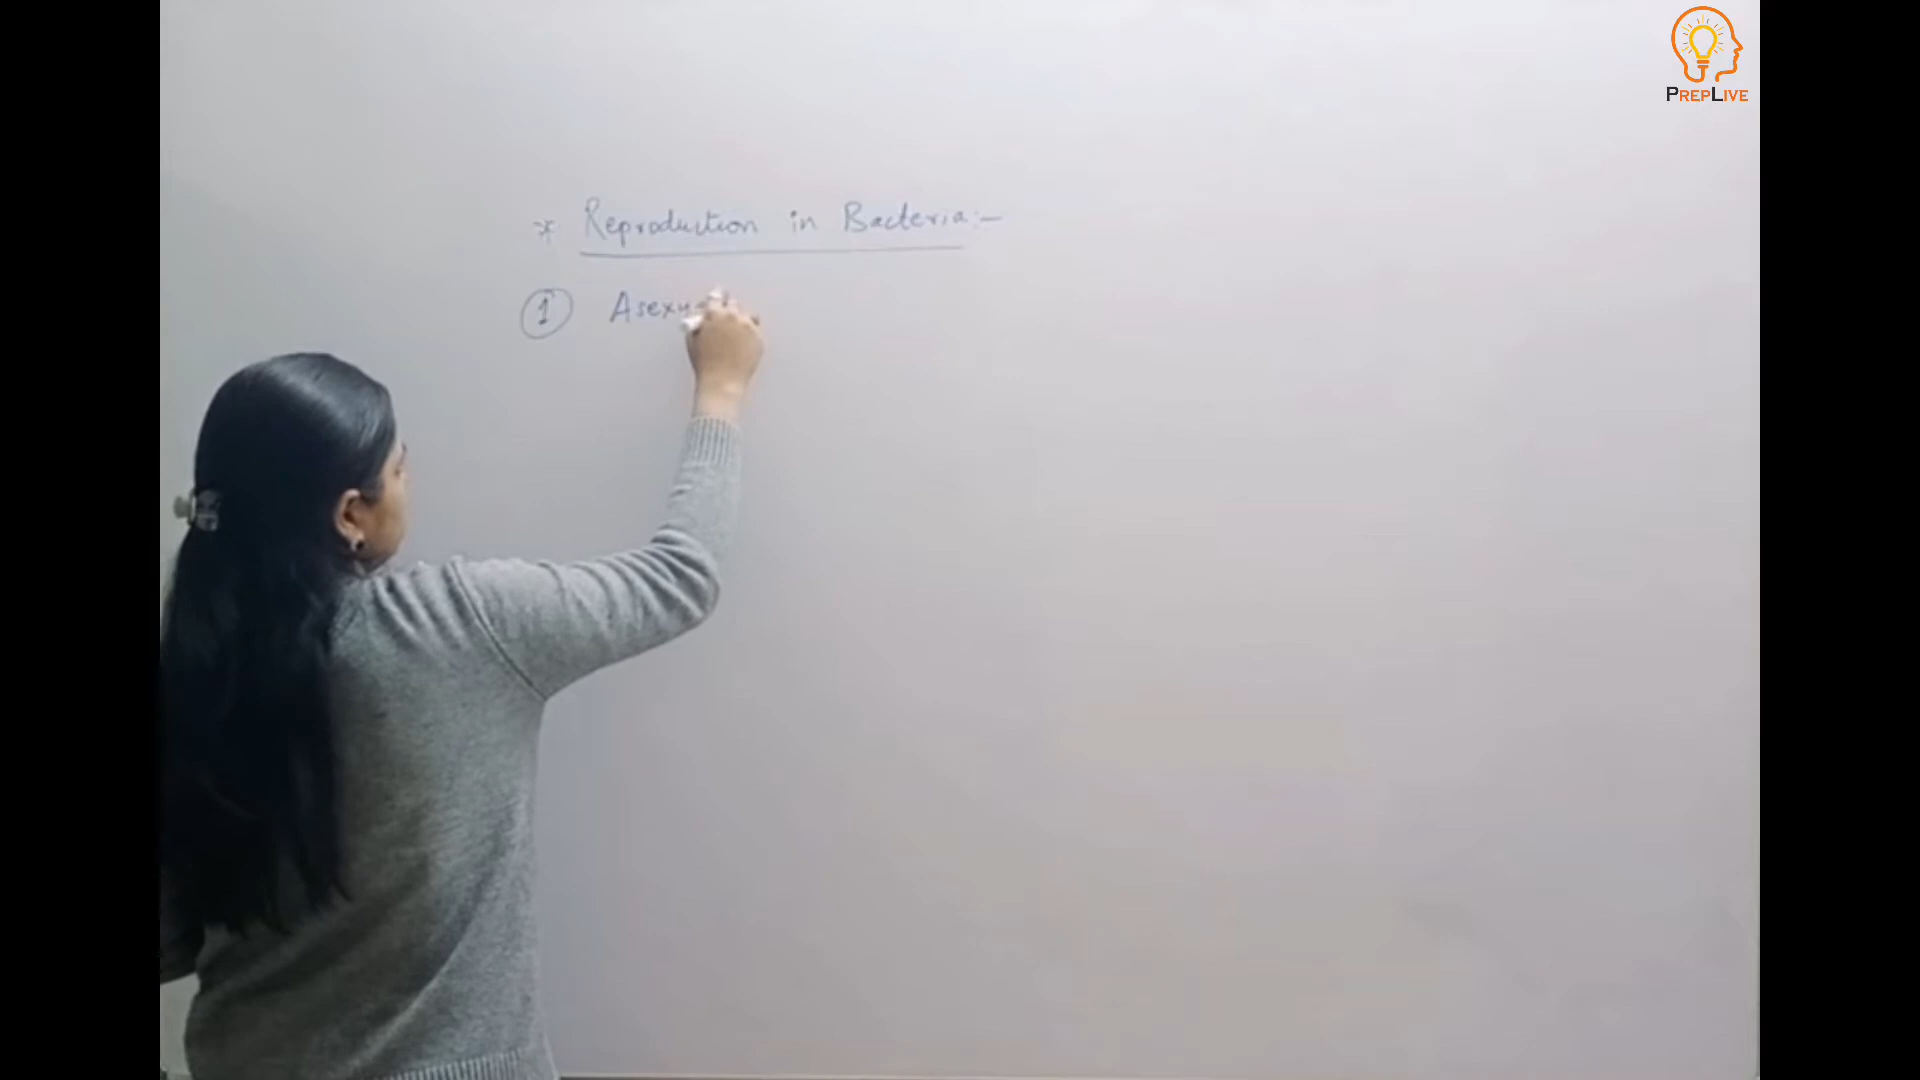 PREPLIVE
* Reproduction in Bacteria:-
① Asexu